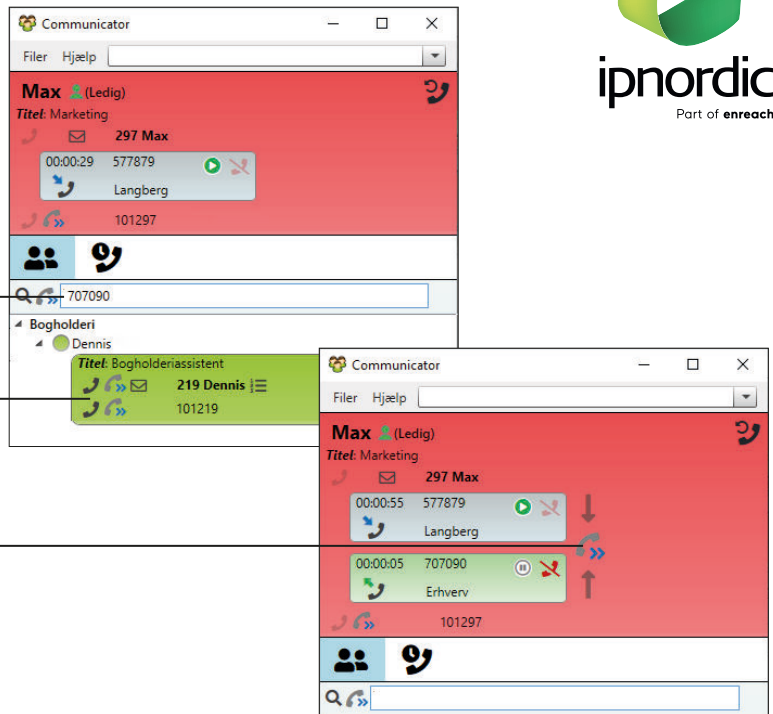 Communicator
Filer Hjælp
Max (Ledig)
Titel: Marketing
297 Max
00:00:29 577879
Langberg
101297
707090
Bogholderi
Dennis
Titel: Bogholderiassistent
219 Dennis
101219
ipnordic
Part of enreach
Communicator
Filer Hjælp
Max (Ledig)
Titel: Marketing
297 Max
00:00:55 577879
Langberg
00:00:05 707090
Erhverv
101297